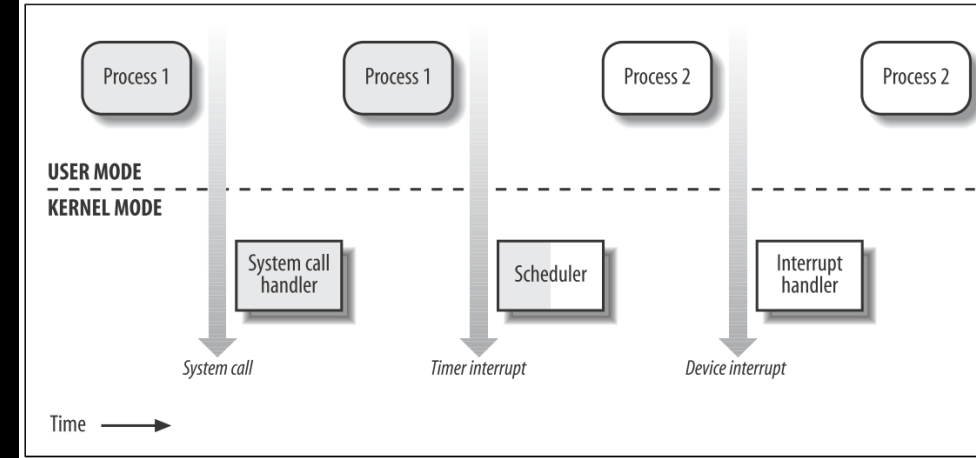 Process 1
Process 1
Process 2
Process 2
USER MODE
KERNEL MODE
System call
handler
Scheduler
Interrupt
handler
System call
Timer interrupt
Device interrupt
Time